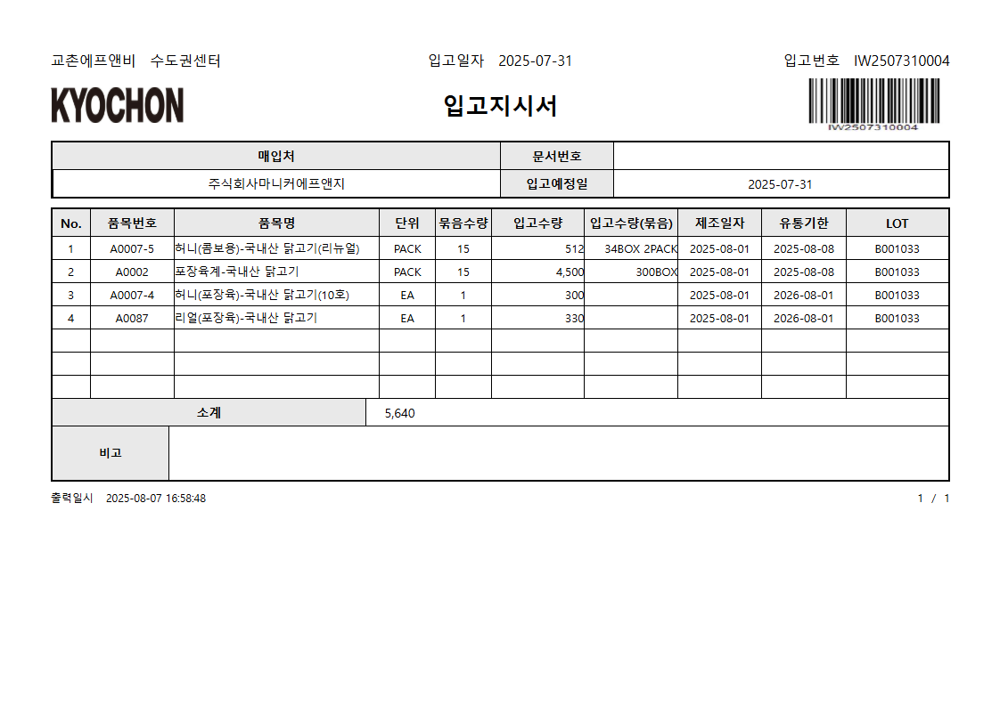 교촌에프앤비 수도권센터 입고일자 2025-07-31 입고번호 IW2507310004
KYOCHON 입고지시서
IW2507310004
매입처 문서번호
주식회사마니커에프앤지 입고예정일 2025-07-31
No. 품목번호 품목명 단위 묶음수량 입고수량 입고수량(묶음) 제조일자 유통기한 LOT
1 A0007-5 허니(콤보용)-국내산 닭고기(리뉴얼) PACK 15 512 34BOX 2PACK 2025-08-01 2025-08-08 B001033
2 A0002 포장육계-국내산 닭고기 PACK 15 4,500 300BOX 2025-08-01 2025-08-08 B001033
3 A0007-4 허니(포장육)-국내산 닭고기(10호) EA 1 300 2025-08-01 2026-08-01 B001033
4 A0087 리얼(포장육)-국내산 닭고기 EA 1 330 2025-08-01 2026-08-01 B001033
소계 5,640
비고
출력일시 2025-08-07 16:58:48 1 / 1